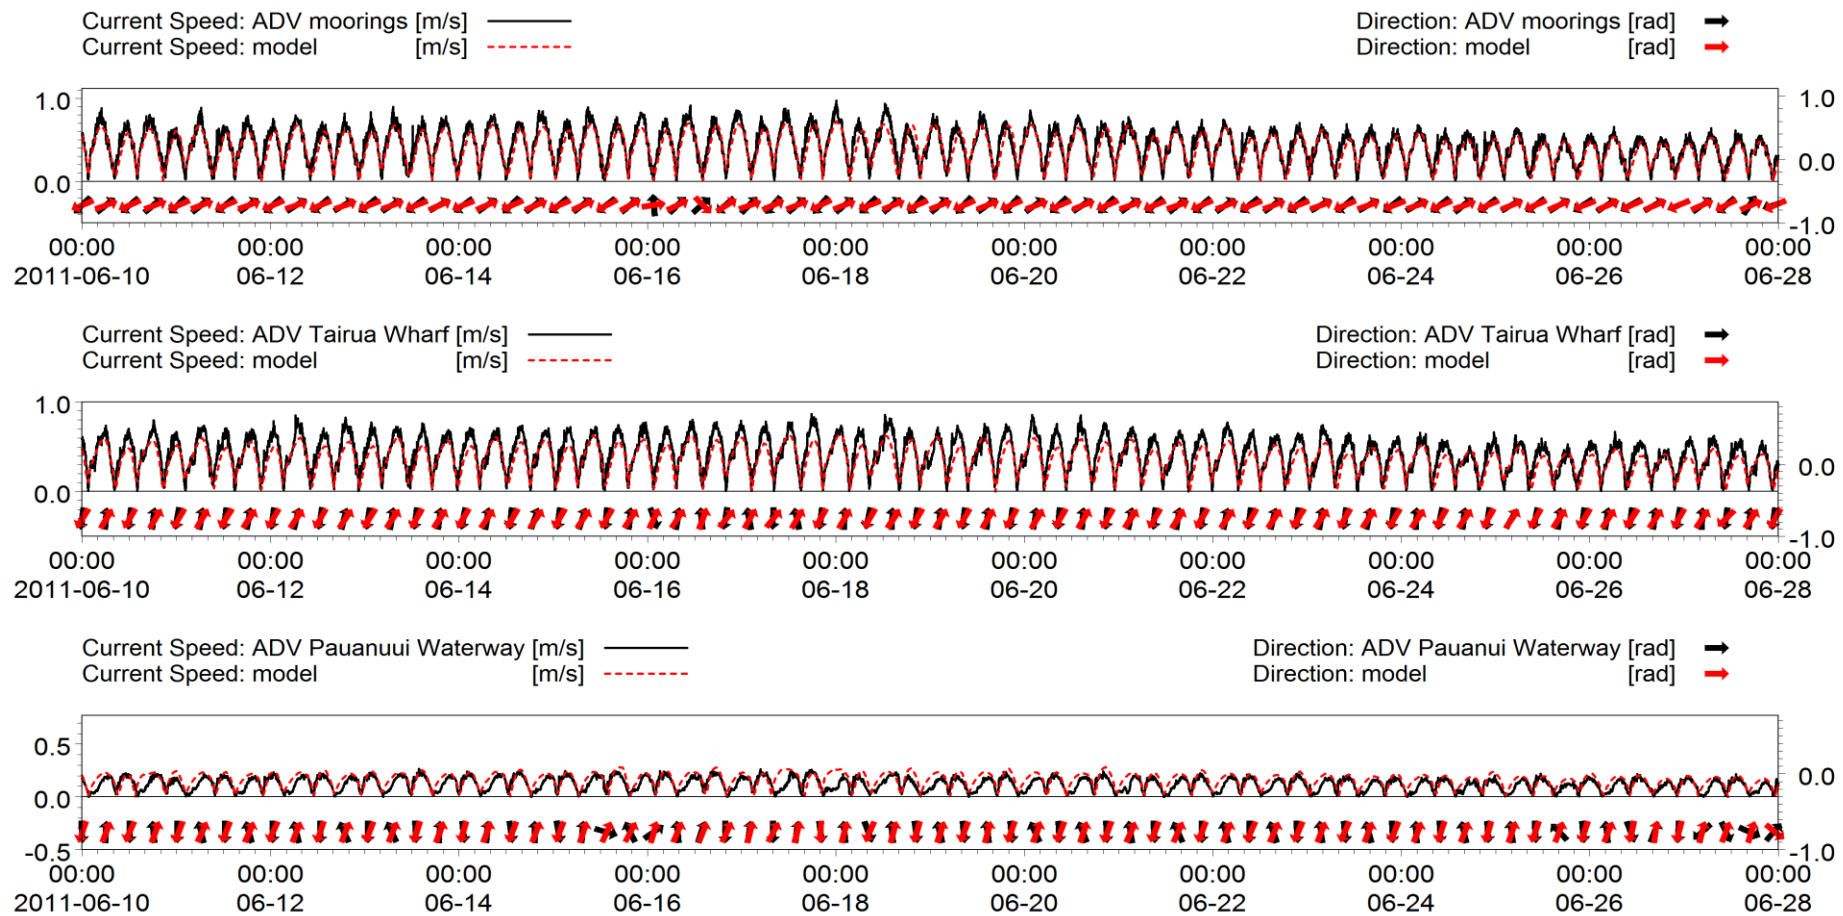 Current Speed: ADV moorings [m/s] Direction: ADV moorings [rad]
Current Speed: model [m/s] Direction: model [rad]
1.0 1.0
0.0 0.0
-1.0
00:00 00:00 00:00 00:00 00:00 00:00 00:00 00:00 00:00 00:00
2011-06-10 06-12 06-14 06-16 06-18 06-20 06-22 06-24 06-26 06-28
Current Speed: ADV Tairua Wharf [m/s] Direction: ADV Tairua Wharf [rad]
Current Speed: model [m/s] Direction: model [rad]
1.0
0.0 0.0
-1.0
00:00 00:00 00:00 00:00 00:00 00:00 00:00 00:00 00:00 00:00
2011-06-10 06-12 06-14 06-16 06-18 06-20 06-22 06-24 06-26 06-28
Current Speed: ADV Pauanuui Waterway [m/s] Direction: ADV Pauanui Waterway [rad]
Current Speed: model [m/s] Direction: model [rad]
0.5
0.0 0.0
-0.5 -1.0
00:00 00:00 00:00 00:00 00:00 00:00 00:00 00:00 00:00 00:00
2011-06-10 06-12 06-14 06-16 06-18 06-20 06-22 06-24 06-26 06-28